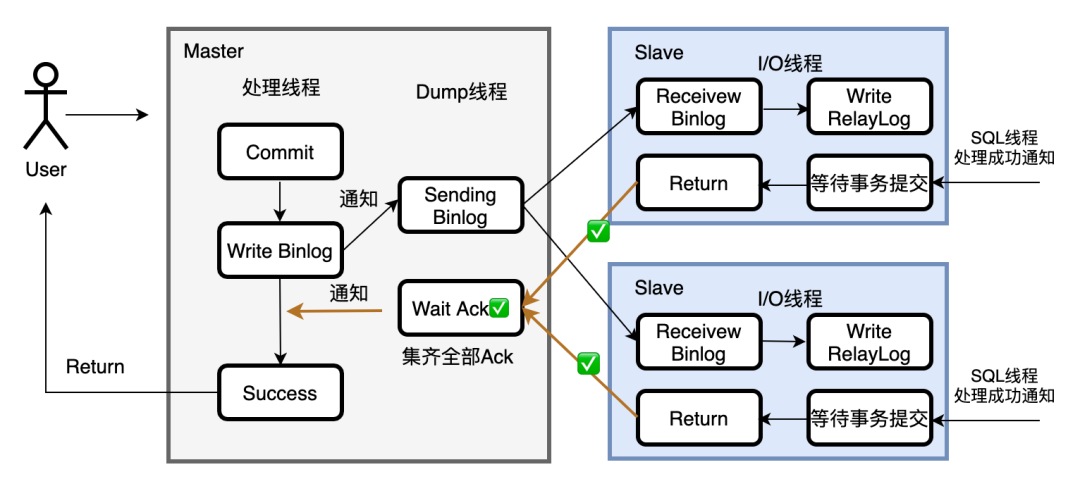 User
Return
Master
处理线程
Dump线程
Commit
通知
Sending
Binlog
Write Binlog
通知
Wait Ack✅
集齐全部Ack
Success
Slave
I/O线程
Receivew
Binlog
Write
RelayLog
Return
等待事务提交
SQL线程
处理成功通知
Slave
I/O线程
Receivew
Binlog
Write
RelayLog
Return
等待事务提交
SQL线程
处理成功通知